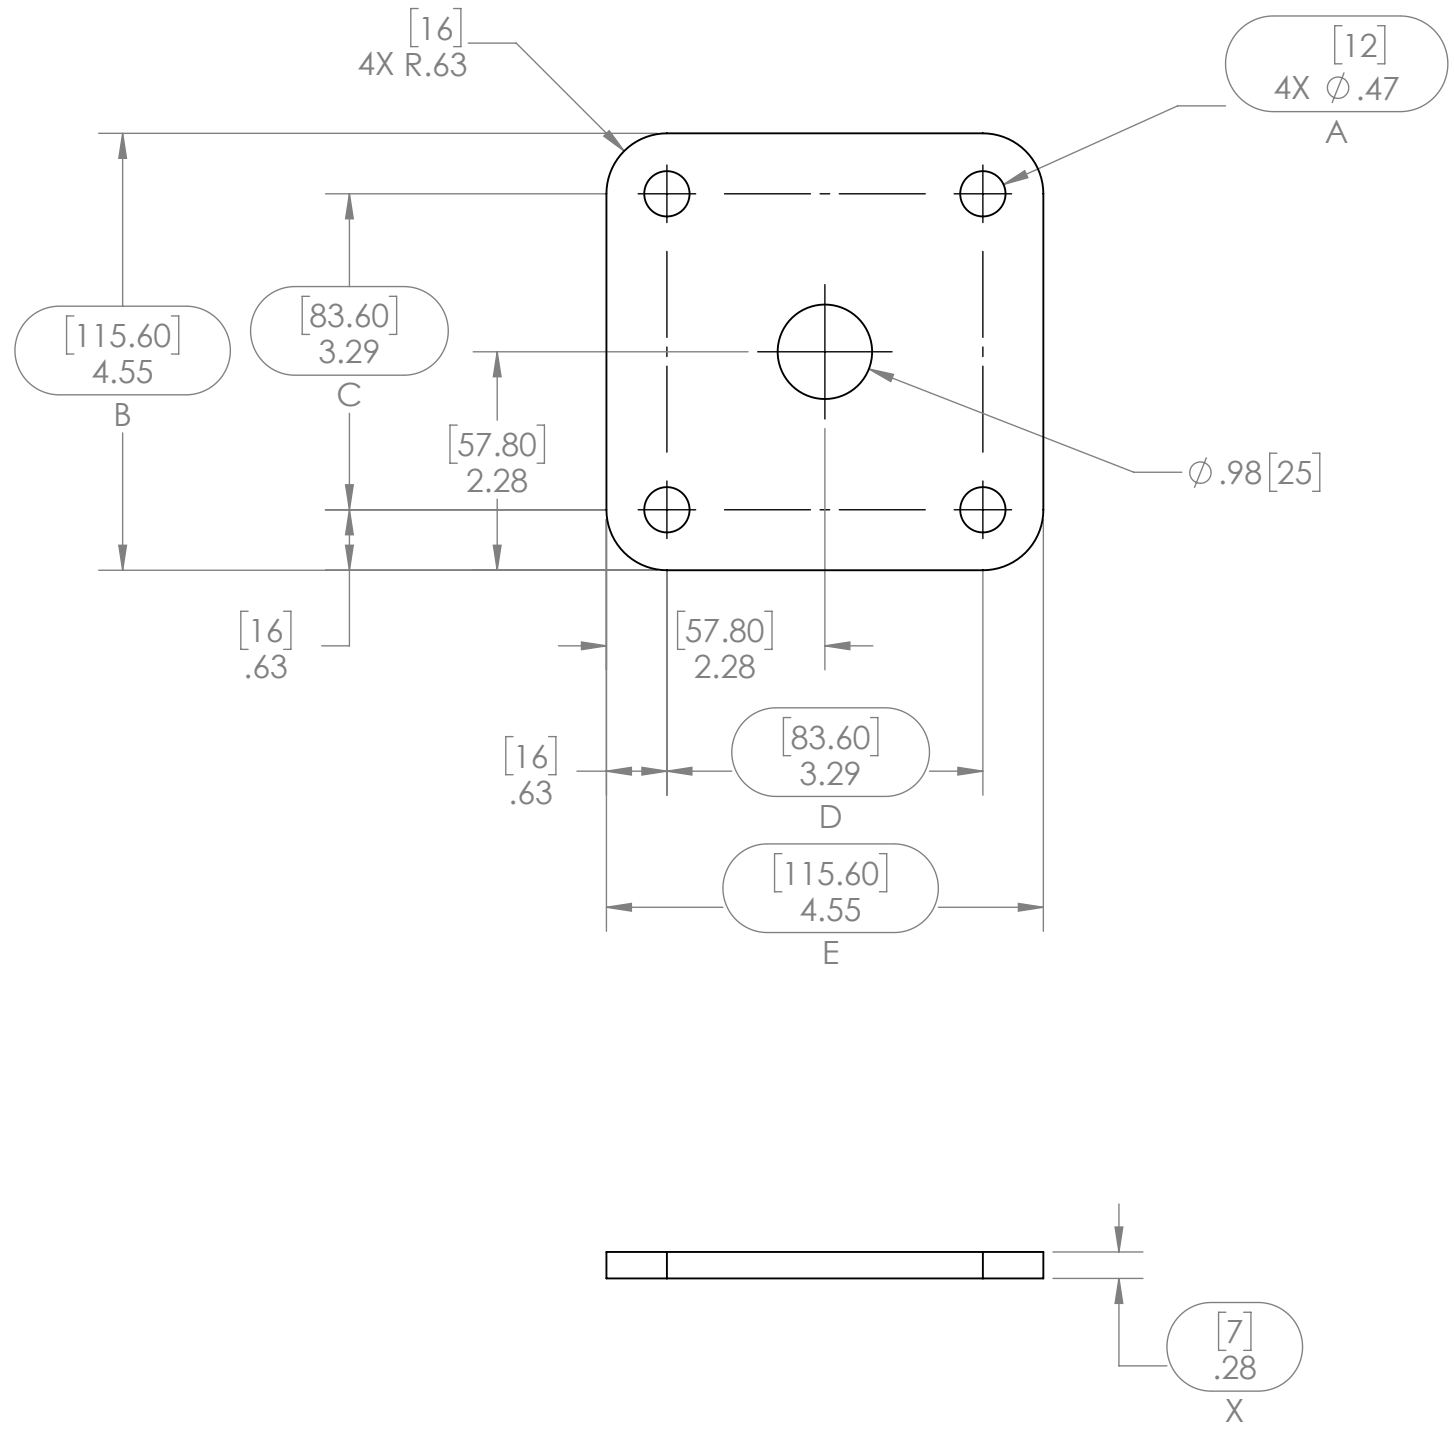 [16]
4X R.63
[12]
4X ∅ .47
A
[115.60]
4.55
B
[83.60]
3.29
C
[57.80]
2.28
∅ .98 [25]
[16]
.63
[57.80]
2.28
[16]
.63
[83.60]
3.29
D
[115.60]
4.55
E
[7]
.28
X